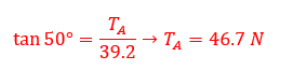 tan 50° = T_A / 39.2 → T_A = 46.7 N